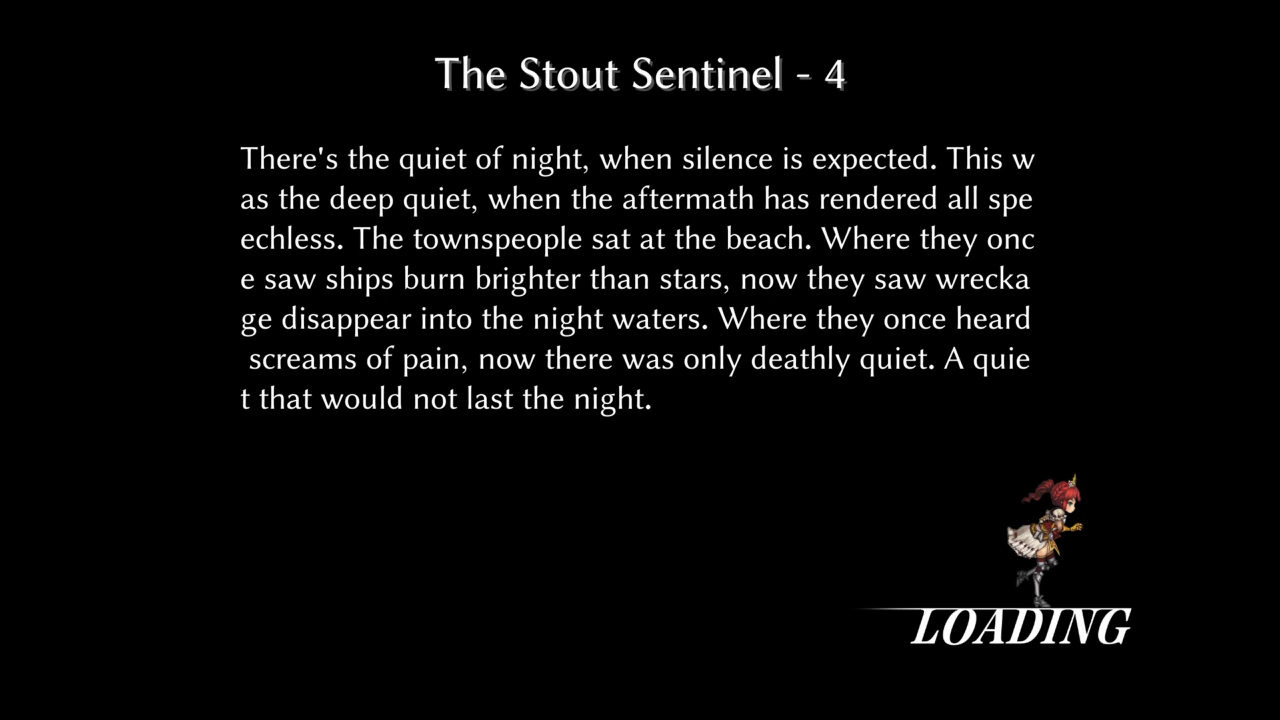 The Stout Sentinel - 4
There's the quiet of night, when silence is expected. This w
as the deep quiet, when the aftermath has rendered all spe
echless. The townspeople sat at the beach. Where they onc
e saw ships burn brighter than stars, now they saw wrecka
ge disappear into the night waters. Where they once heard
 screams of pain, now there was only deathly quiet. A quie
t that would not last the night.
LOADING